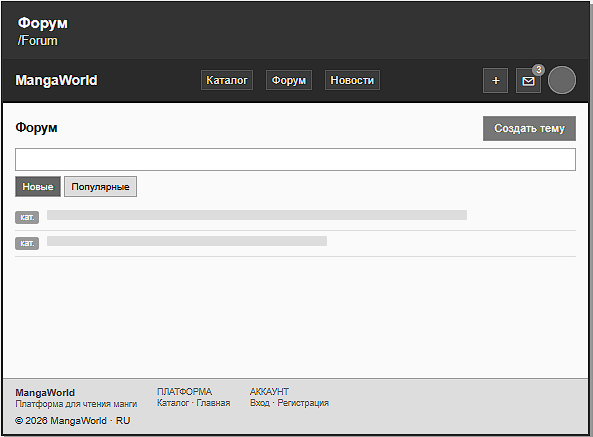 Форум
/Forum
MangaWorld Каталог Форум Новости + 3
Форум Создать тему
Новые Популярные
кат.
кат.
MangaWorld ПЛАТФОРМА АККАУНТ
Платформа для чтения манги Каталог · Главная Вход · Регистрация
© 2026 MangaWorld · RU